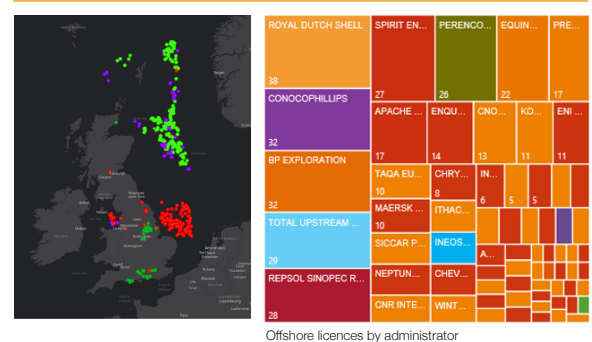 ROYAL DUTCH SHELL
38
CONOCOPHILLIPS
32
BP EXPLORATION
32
TOTAL UPSTREAM ...
29
REPSOL SINOPEC R...
28
SPIRIT EN...
27
PERENCO...
26
EQUIN...
22
PRE...
17
APACHE ...
17
ENQU...
14
CNO...
13
KO...
11
ENI ...
11
TAQA EU...
10
CHRY...
8
IN...
6
5
5
MAERSK ...
10
ITHAC...
SICCAR P...
INEOS...
A...
NEPTUN...
CHEV...
CNR INTE...
WINT...
Offshore licences by administrator